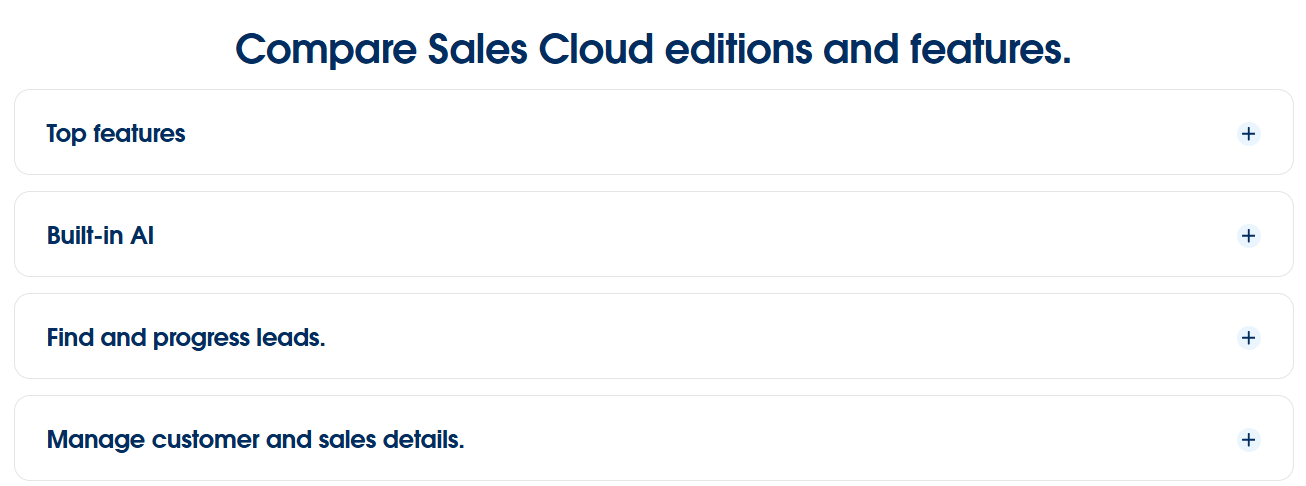 Compare Sales Cloud editions and features.
Top features
Built-in AI
Find and progress leads.
Manage customer and sales details.